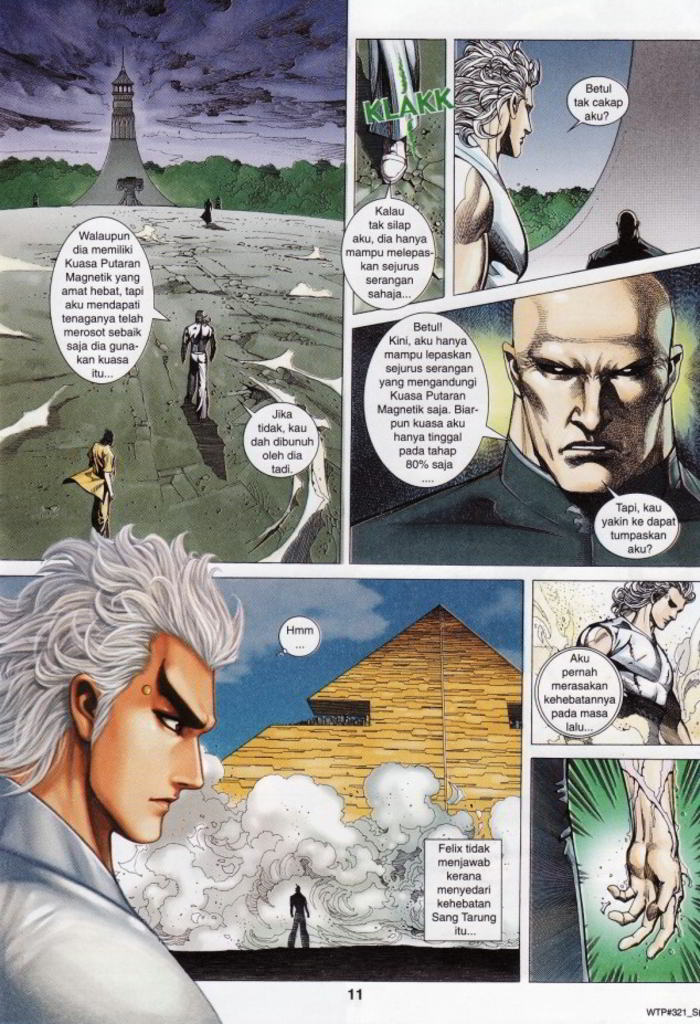 Walaupun
dia memiliki
Kuasa Putaran
Magnetik yang
amat hebat, tapi
aku mendapati
tenaganya telah
merosot sebaik
saja dia guna-
kan kuasa
itu...
Jika
tidak, kau
dah dibunuh
oleh dia
tadi.
KLAKK
Kalau
tak silap
aku, dia hanya
mampu melepas-
kan sejurus
serangan
sahaja...
Betul
tak cakap
aku?
Betul!
Kini, aku hanya
mampu lepaskan
sejurus serangan
yang mengandungi
Kuasa Putaran
Magnetik saja. Biar-
pun kuasa aku
hanya tinggal
pada tahap
80% saja
....
Tapi, kau
yakin ke dapat
tumpaskan
aku?
Hmm
...
Felix tidak
menjawab
kerana
menyedari
kehebatan
Sang Tarung
itu...
Aku
pernah
merasakan
kehebatannya
pada masa
lalu...
11
WTP#321_S